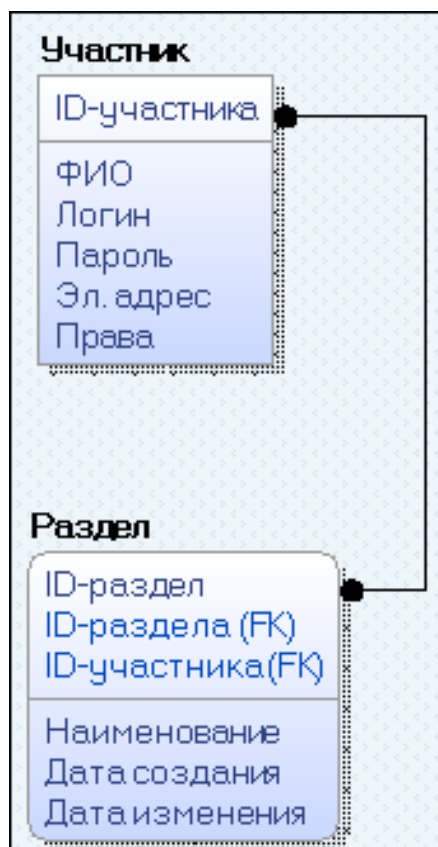 Участник
ID-участника
ФИО
Логин
Пароль
Эл. адрес
Права
Раздел
ID-раздел
ID-раздела (FK)
ID-участника(FK)
Наименование
Дата создания
Дата изменения